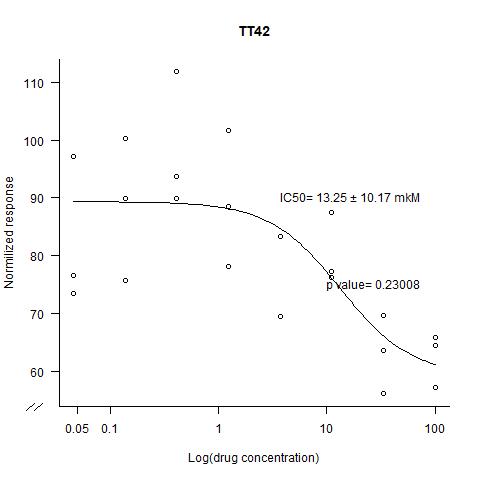 TT42
110
100
90
80
70
60
Normilized response
IC50= 13.25 ± 10.17 mkM
p value= 0.23008
0.05 0.1 1 10 100
Log(drug concentration)